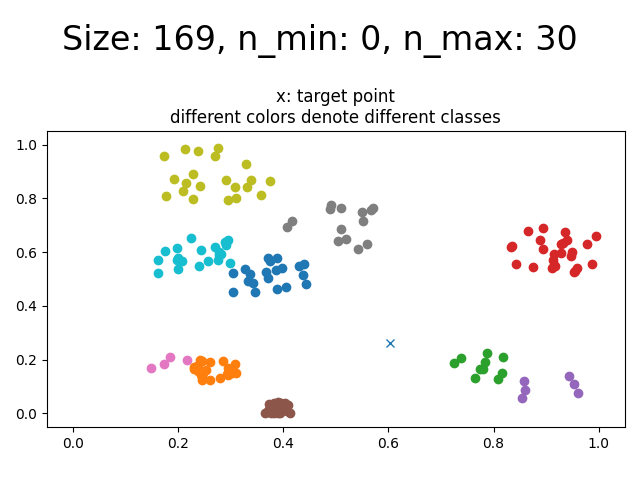 Size: 169, n_min: 0, n_max: 30
x: target point
different colors denote different classes
1.0
0.8
0.6
0.4
0.2
0.0
0.0 0.2 0.4 0.6 0.8 1.0